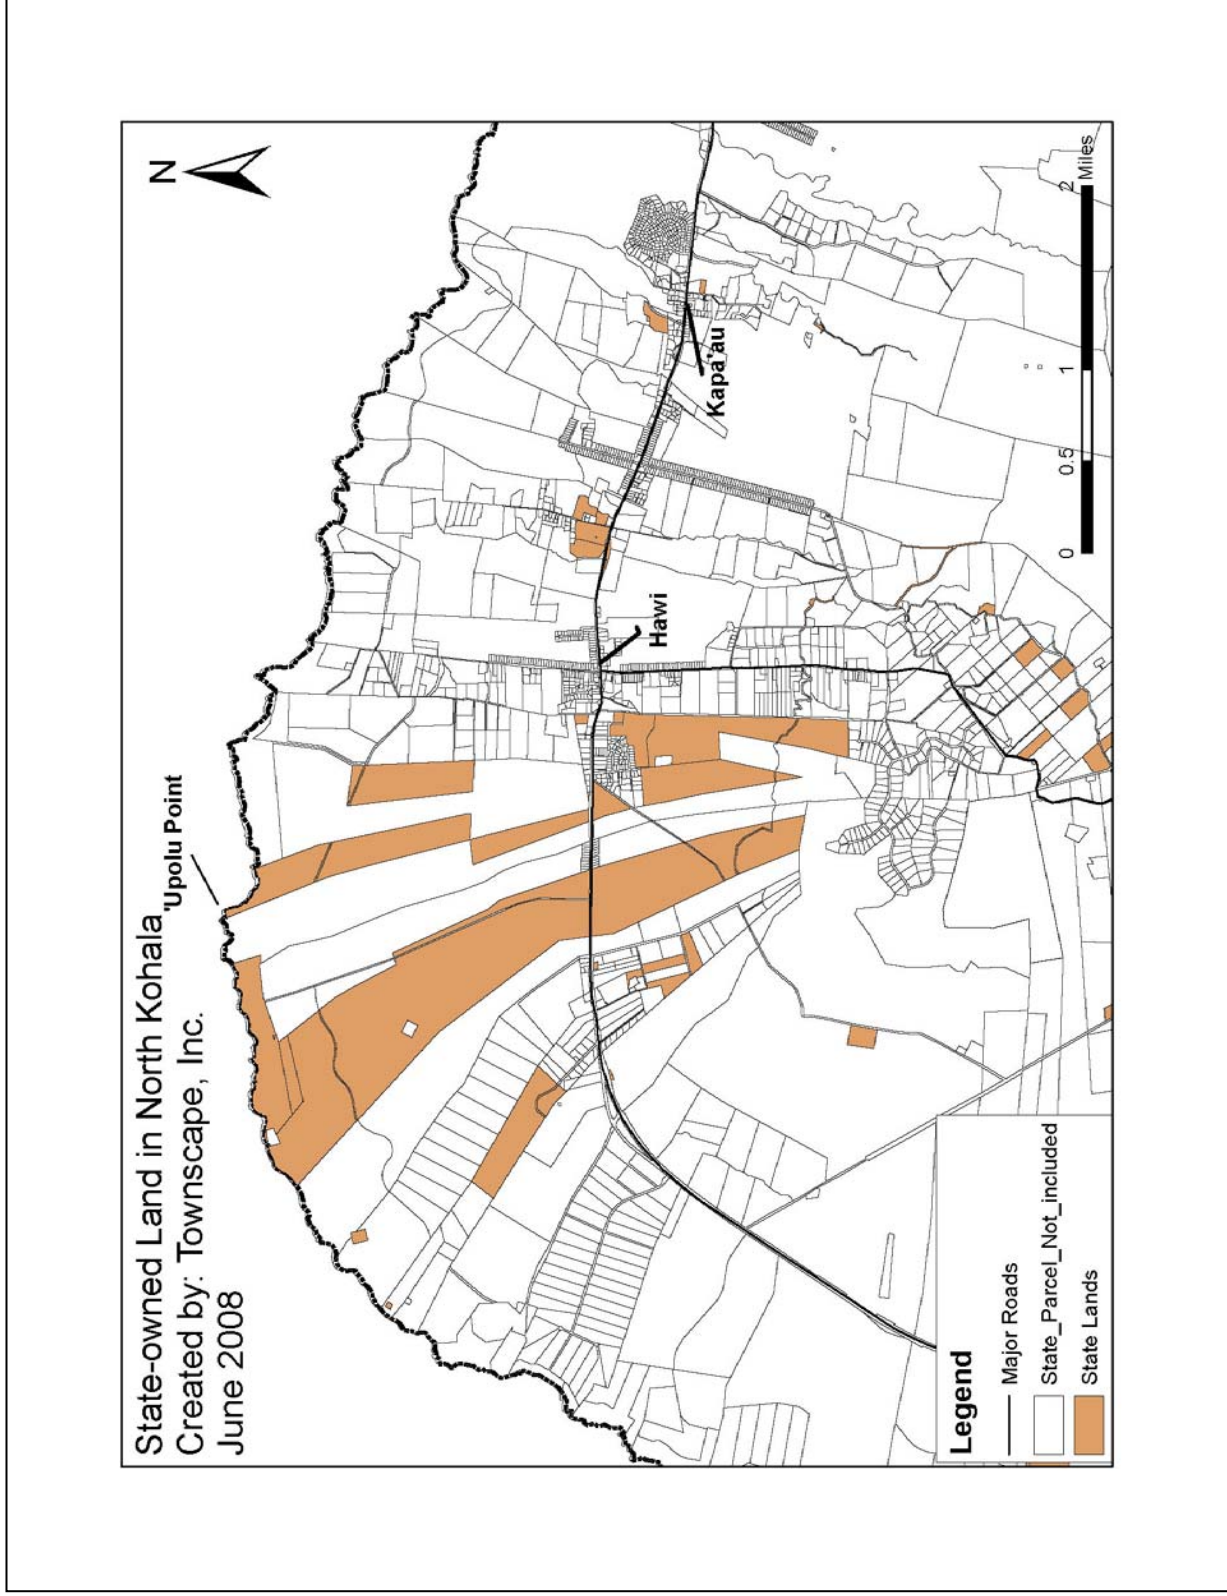 State-owned Land in North Kohala
Created by: Townscape, Inc.
June 2008
N
'Upolu Point
Hawi
Kapa'au
Legend
Major Roads
State_Parcel_Not_included
State Lands
0 0.5 1 2
Miles